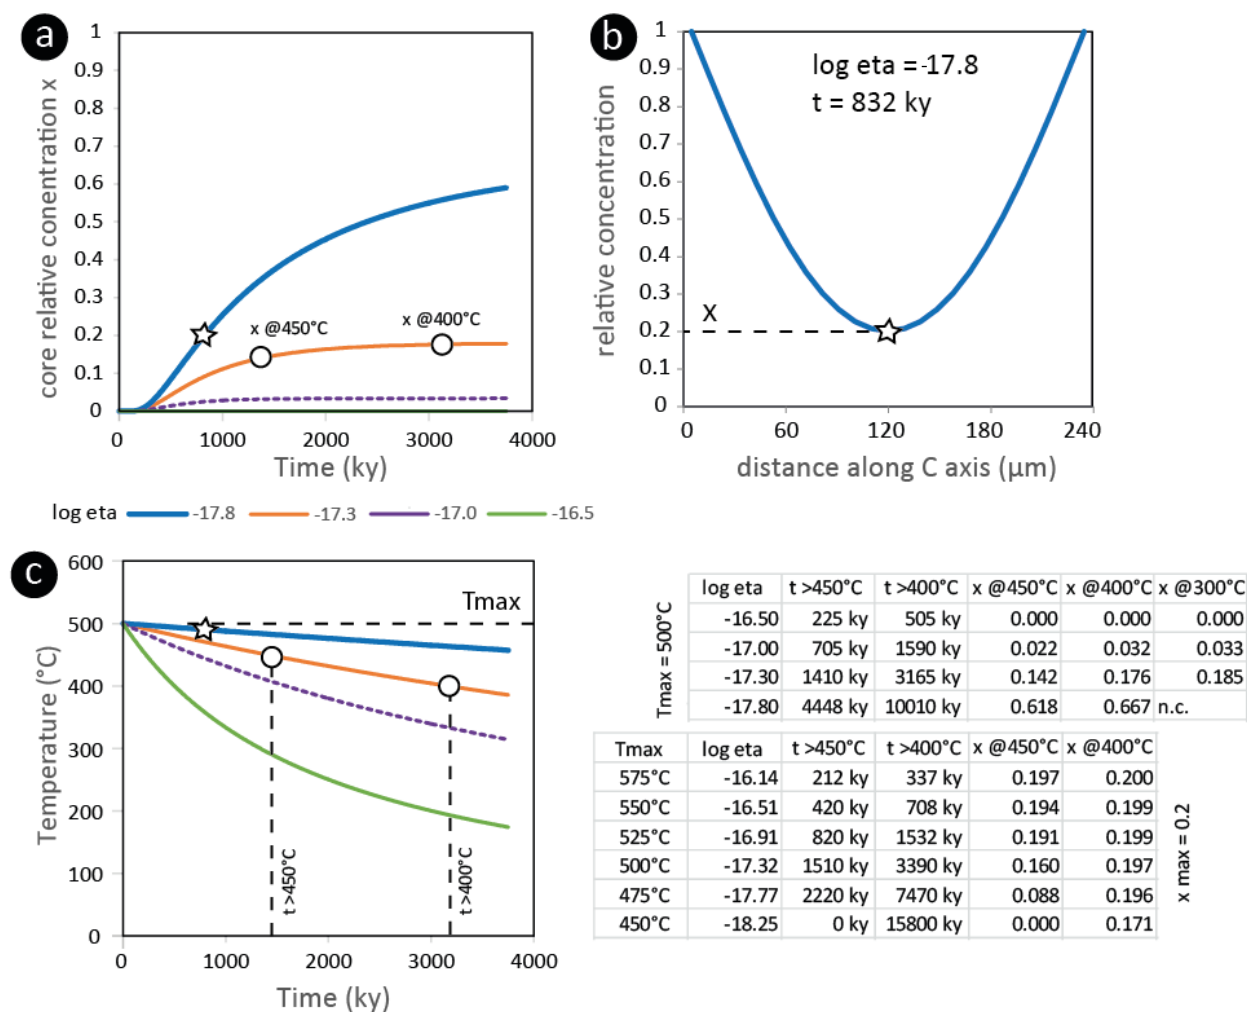 a
core relative conentration x
1
0.9
0.8
0.7
0.6
0.5
0.4
0.3
0.2
0.1
0
x @450°C
x @400°C
0 1000 2000 3000 4000
Time (ky)
b
relative concentration
1
0.9
0.8
0.7
0.6
0.5
0.4
0.3
0.2
0.1
0
log eta = -17.8
t = 832 ky
X
0 60 120 180 240
distance along C axis (µm)
log eta -17.8 -17.3 -17.0 -16.5
c
Temperature (°C)
600
500
400
300
200
100
0
Tmax
t >450°C
t >400°C
0 1000 2000 3000 4000
Time (ky)
Tmax = 500°C
log eta t >450°C t >400°C x @450°C x @400°C x @300°C
-16.50 225 ky 505 ky 0.000 0.000 0.000
-17.00 705 ky 1590 ky 0.022 0.032 0.033
-17.30 1410 ky 3165 ky 0.142 0.176 0.185
-17.80 4448 ky 10010 ky 0.618 0.667 n.c.
Tmax log eta t >450°C t >400°C x @450°C x @400°C
575°C -16.14 212 ky 337 ky 0.197 0.200
550°C -16.51 420 ky 708 ky 0.194 0.199
525°C -16.91 820 ky 1532 ky 0.191 0.199
500°C -17.32 1510 ky 3390 ky 0.160 0.197
475°C -17.77 2220 ky 7470 ky 0.088 0.196
450°C -18.25 0 ky 15800 ky 0.000 0.171
x max = 0.2